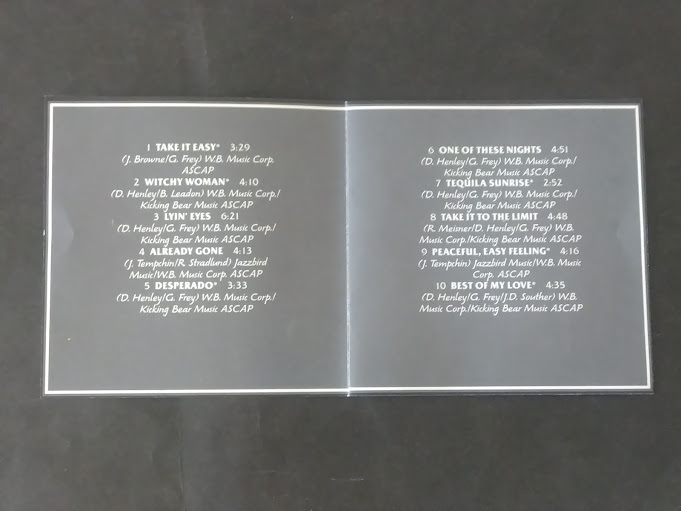 1 TAKE IT EASY* 3:29
(J. Browne/G. Frey) W.B. Music Corp.
ASCAP
2 WITCHY WOMAN* 4:10
(D. Henley/B. Leadon) W.B. Music Corp./
Kicking Bear Music ASCAP
3 LYIN' EYES 6:21
(D. Henley/G. Frey) W.B. Music Corp./
Kicking Bear Music ASCAP
4 ALREADY GONE 4:13
(J. Tempchin/R. Stradlund) Jazzbird
Music/W.B. Music Corp. ASCAP
5 DESPERADO* 3:33
(D. Henley/G. Frey) W.B. Music Corp./
Kicking Bear Music ASCAP
6 ONE OF THESE NIGHTS 4:51
(D. Henley/G. Frey) W.B. Music Corp./
Kicking Bear Music ASCAP
7 TEQUILA SUNRISE* 2:52
(D. Henley/G. Frey) W.B. Music Corp./
Kicking Bear Music ASCAP
8 TAKE IT TO THE LIMIT 4:48
(R. Meisner/D. Henley/G. Frey) W.B.
Music Corp./Kicking Bear Music ASCAP
9 PEACEFUL, EASY FEELING* 4:16
(J. Tempchin) Jazzbird Music/W.B. Music
Corp. ASCAP
10 BEST OF MY LOVE* 4:35
(D. Henley/G. Frey/J.D. Souther) W.B.
Music Corp./Kicking Bear Music ASCAP